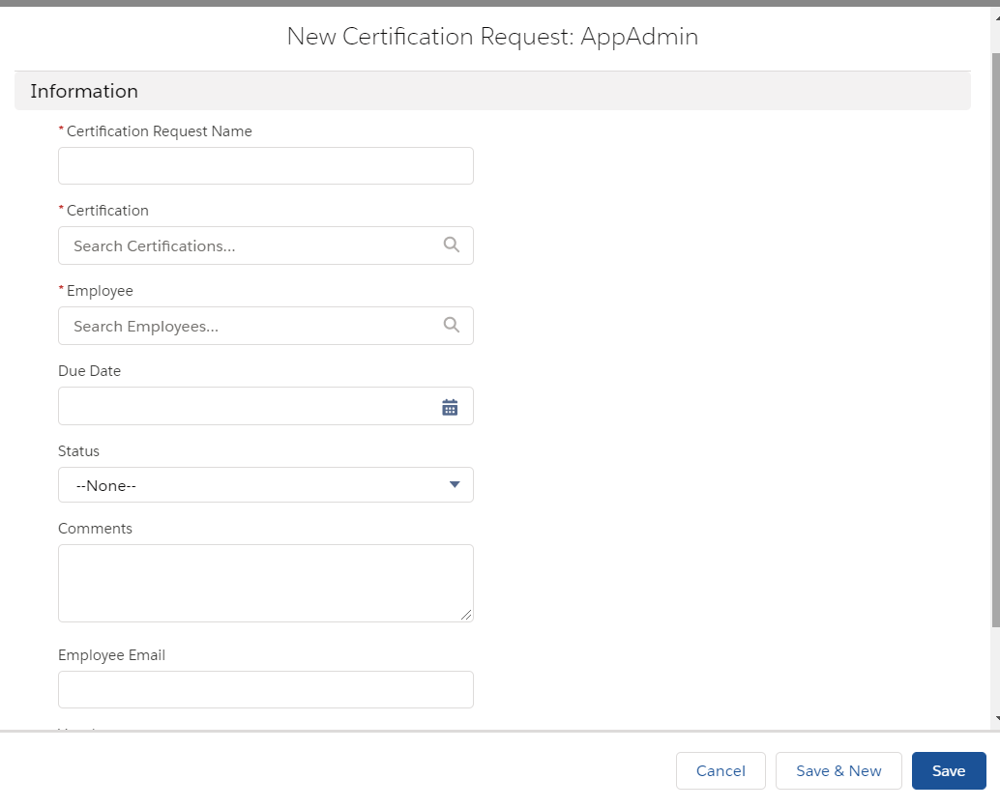 New Certification Request: AppAdmin
Information
*Certification Request Name
*Certification
Search Certifications...
*Employee
Search Employees...
Due Date
Status
--None--
Comments
Employee Email
Cancel
Save & New
Save